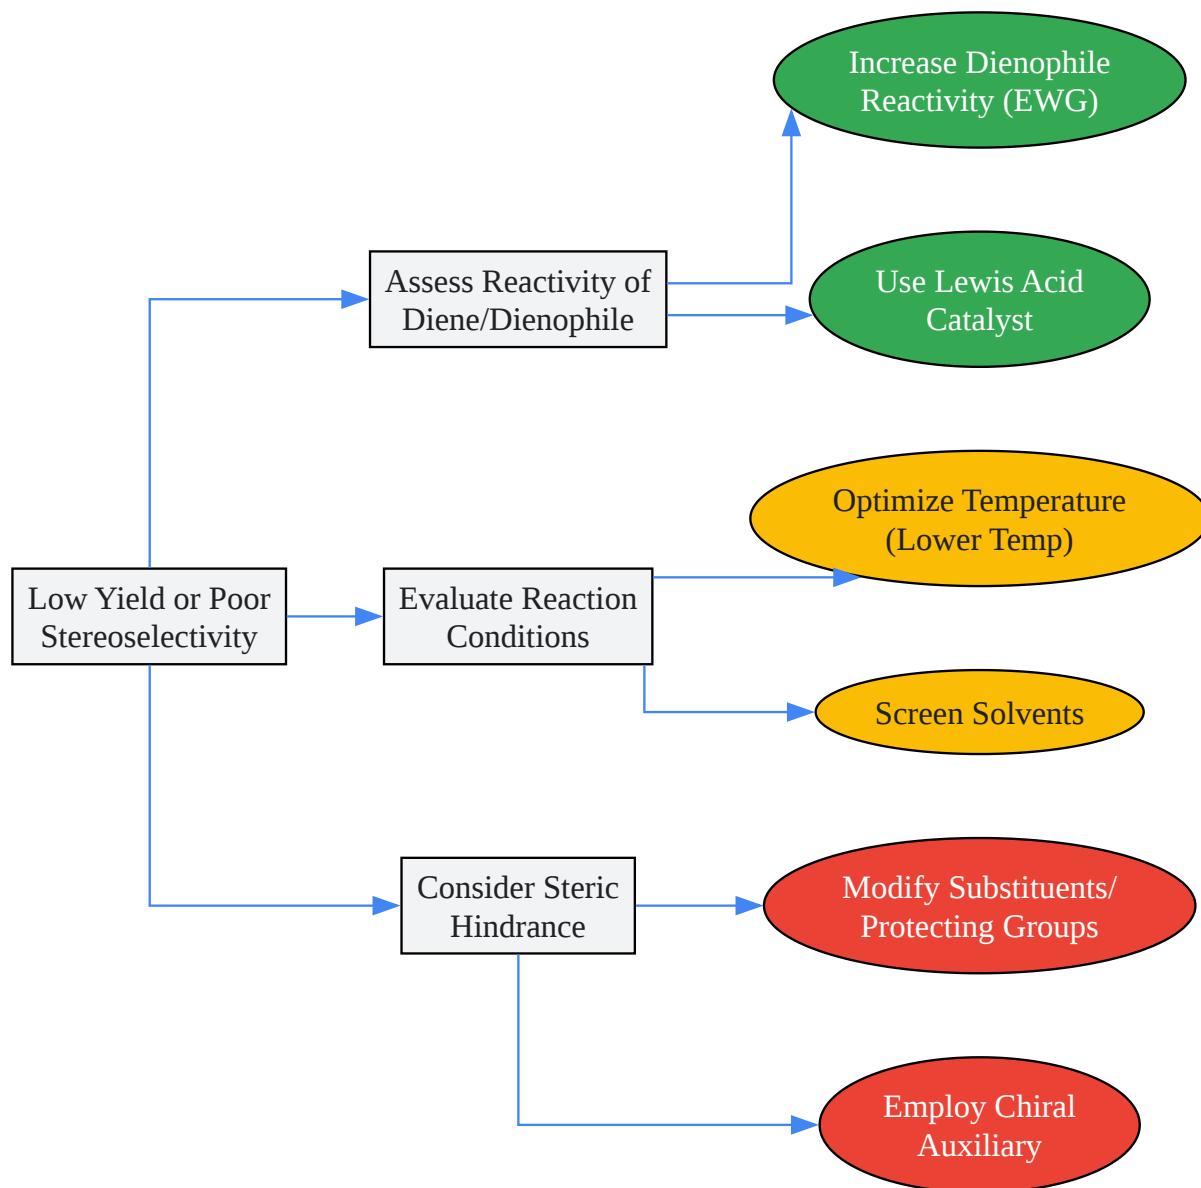 Increase Dienophile
Reactivity (EWG)
Assess Reactivity of
Diene/Dienophile
Use Lewis Acid
Catalyst
Optimize Temperature
(Lower Temp)
Low Yield or Poor
Stereoselectivity
Evaluate Reaction
Conditions
Screen Solvents
Consider Steric
Hindrance
Modify Substituents/
Protecting Groups
Employ Chiral
Auxiliary